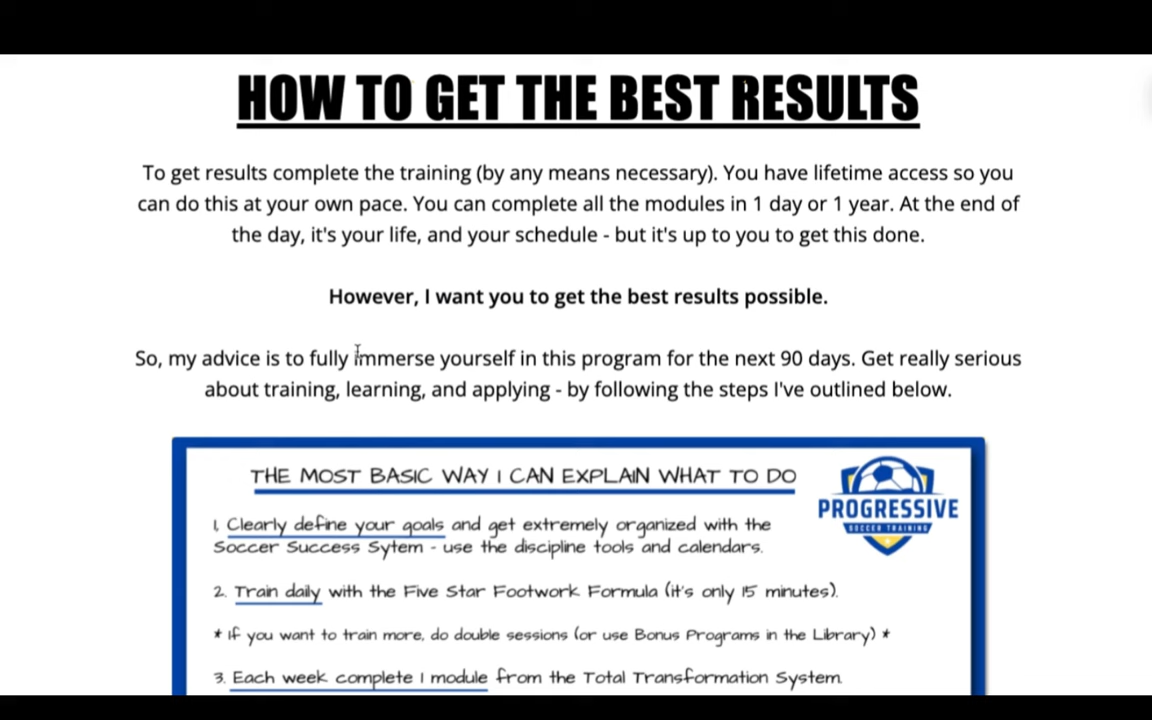 HOW TO GET THE BEST RESULTS
To get results complete the training (by any means necessary). You have lifetime access so you
can do this at your own pace. You can complete all the modules in 1 day or 1 year. At the end of
the day, it's your life, and your schedule - but it's up to you to get this done.
However, I want you to get the best results possible.
So, my advice is to fully immerse yourself in this program for the next 90 days. Get really serious
about training, learning, and applying - by following the steps I've outlined below.
THE MOST BASIC WAY I CAN EXPLAIN WHAT TO DO
PROGRESSIVE
SOCCER TRAINING
1. Clearly define your goals and get extremely organized with the
Soccer Success Sytem - use the discipline tools and calendars.
2. Train daily with the Five Star Footwork Formula (it's only 15 minutes).
* If you want to train more, do double sessions (or use Bonus Programs in the Library) *
3. Each week complete 1 module from the Total Transformation System.